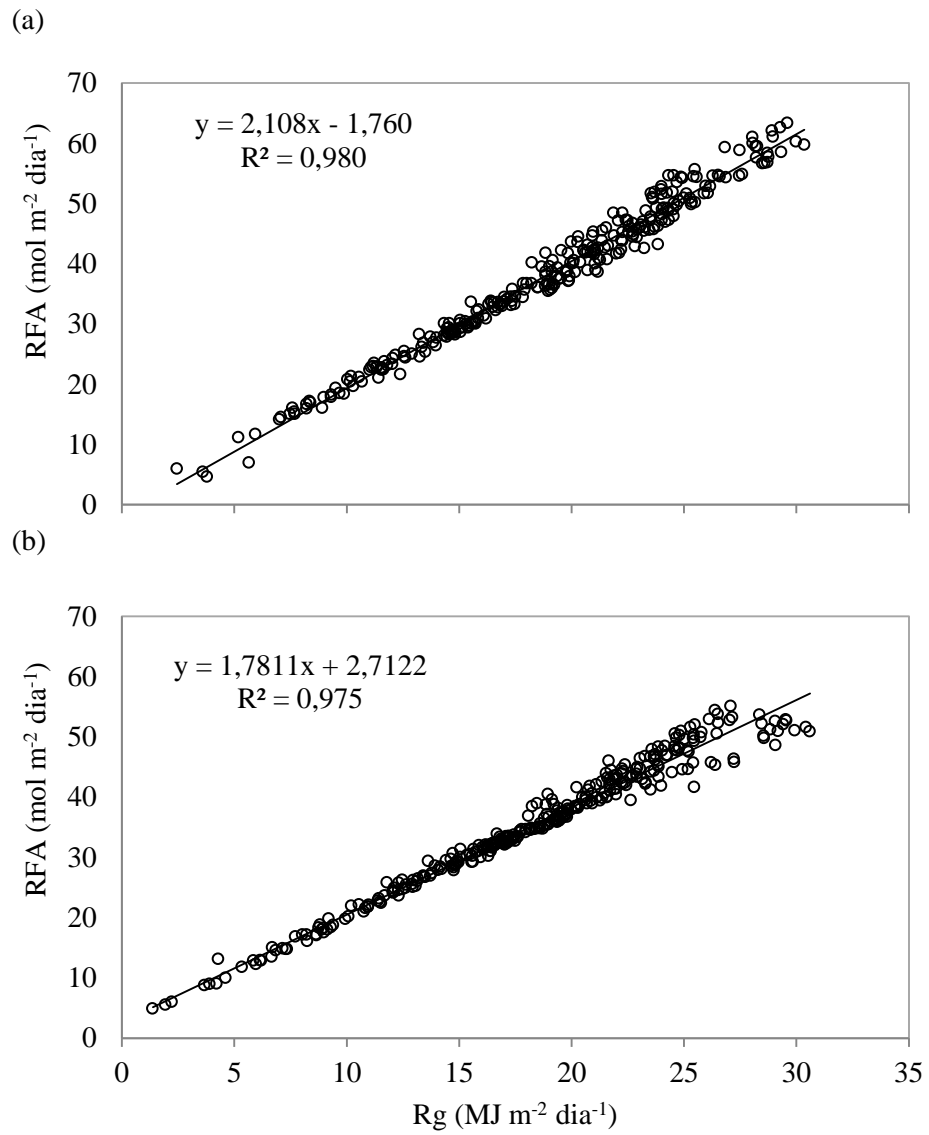 (a)
70
60
50
40
30
20
10
0
RFA (mol m-2 dia-1)
y = 2,108x - 1,760
R² = 0,980
(b)
70
60
50
40
30
20
10
0
RFA (mol m-2 dia-1)
y = 1,7811x + 2,7122
R² = 0,975
0 5 10 15 20 25 30 35
Rg (MJ m-2 dia-1)